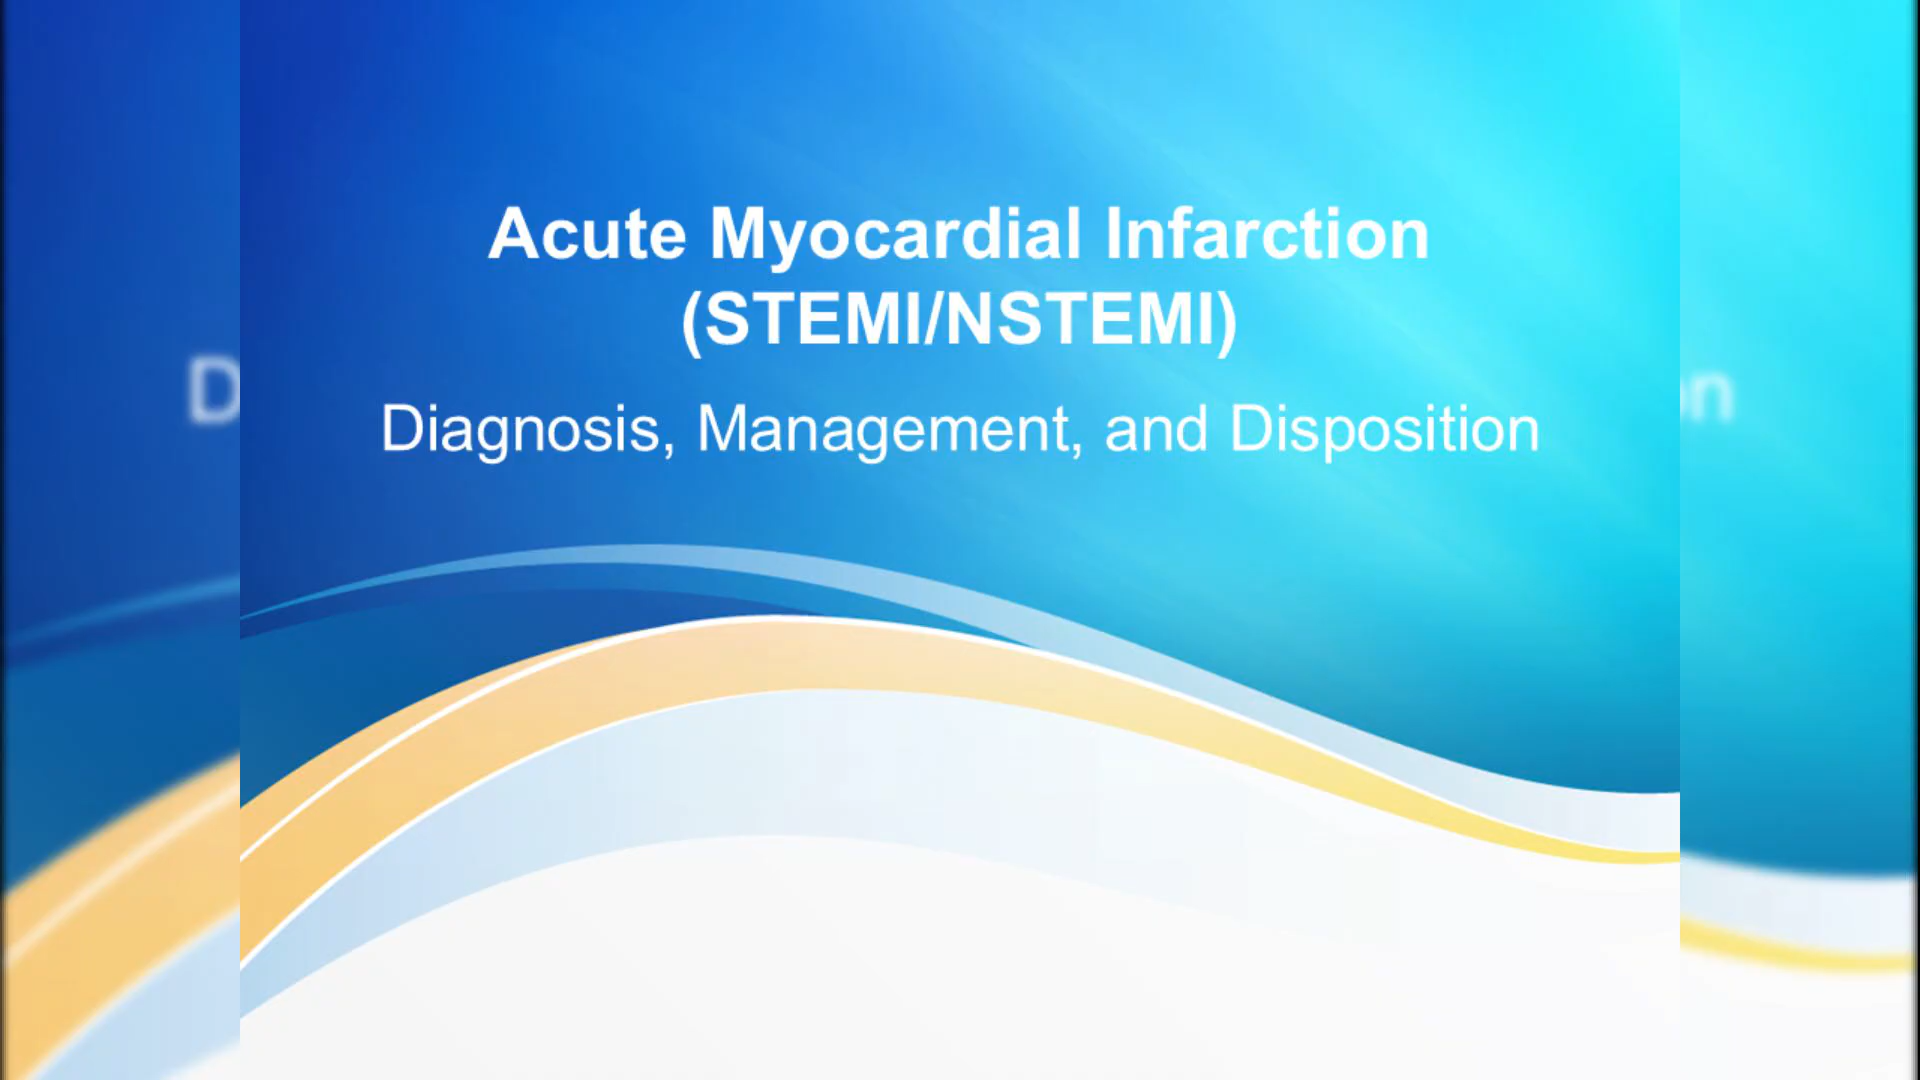 Acute Myocardial Infarction
(STEMI/NSTEMI)
Diagnosis, Management, and Disposition